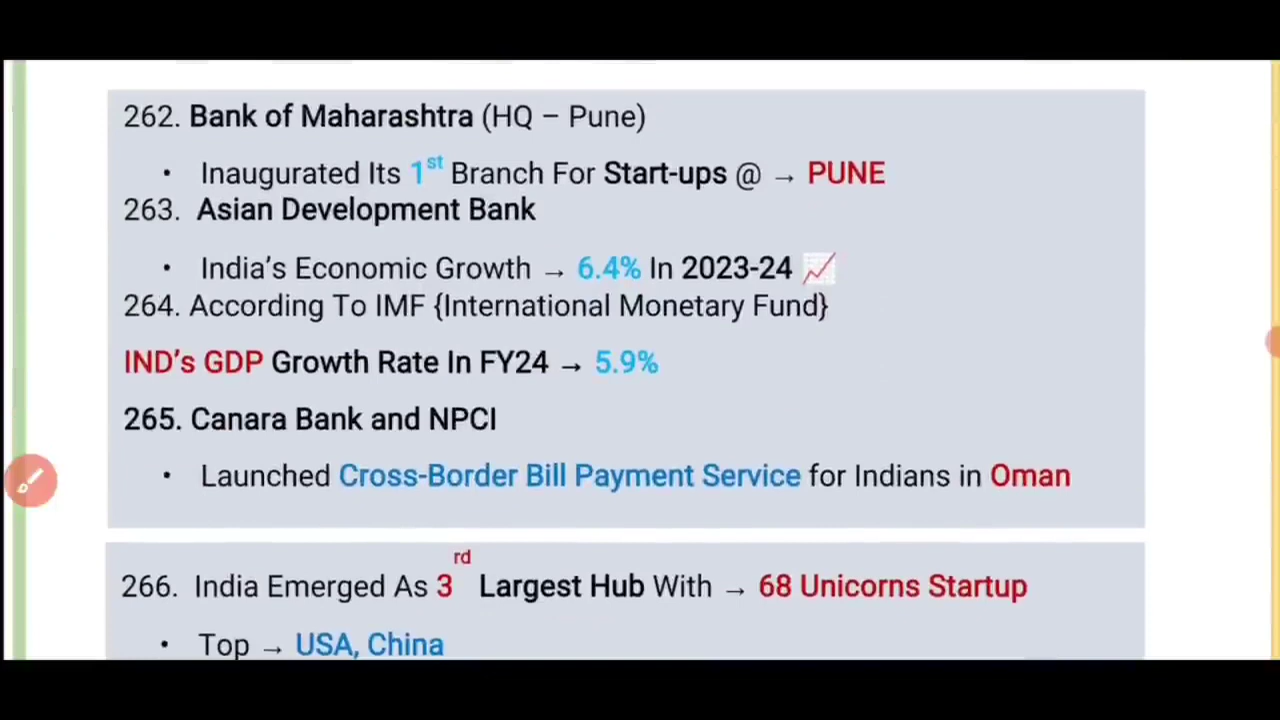 262. Bank of Maharashtra (HQ – Pune)
• Inaugurated Its 1st Branch For Start-ups @ → PUNE
263. Asian Development Bank
• India's Economic Growth → 6.4% In 2023-24
264. According To IMF {International Monetary Fund}
IND's GDP Growth Rate In FY24 → 5.9%
265. Canara Bank and NPCI
• Launched Cross-Border Bill Payment Service for Indians in Oman
266. India Emerged As 3rd Largest Hub With → 68 Unicorns Startup
• Top → USA, China